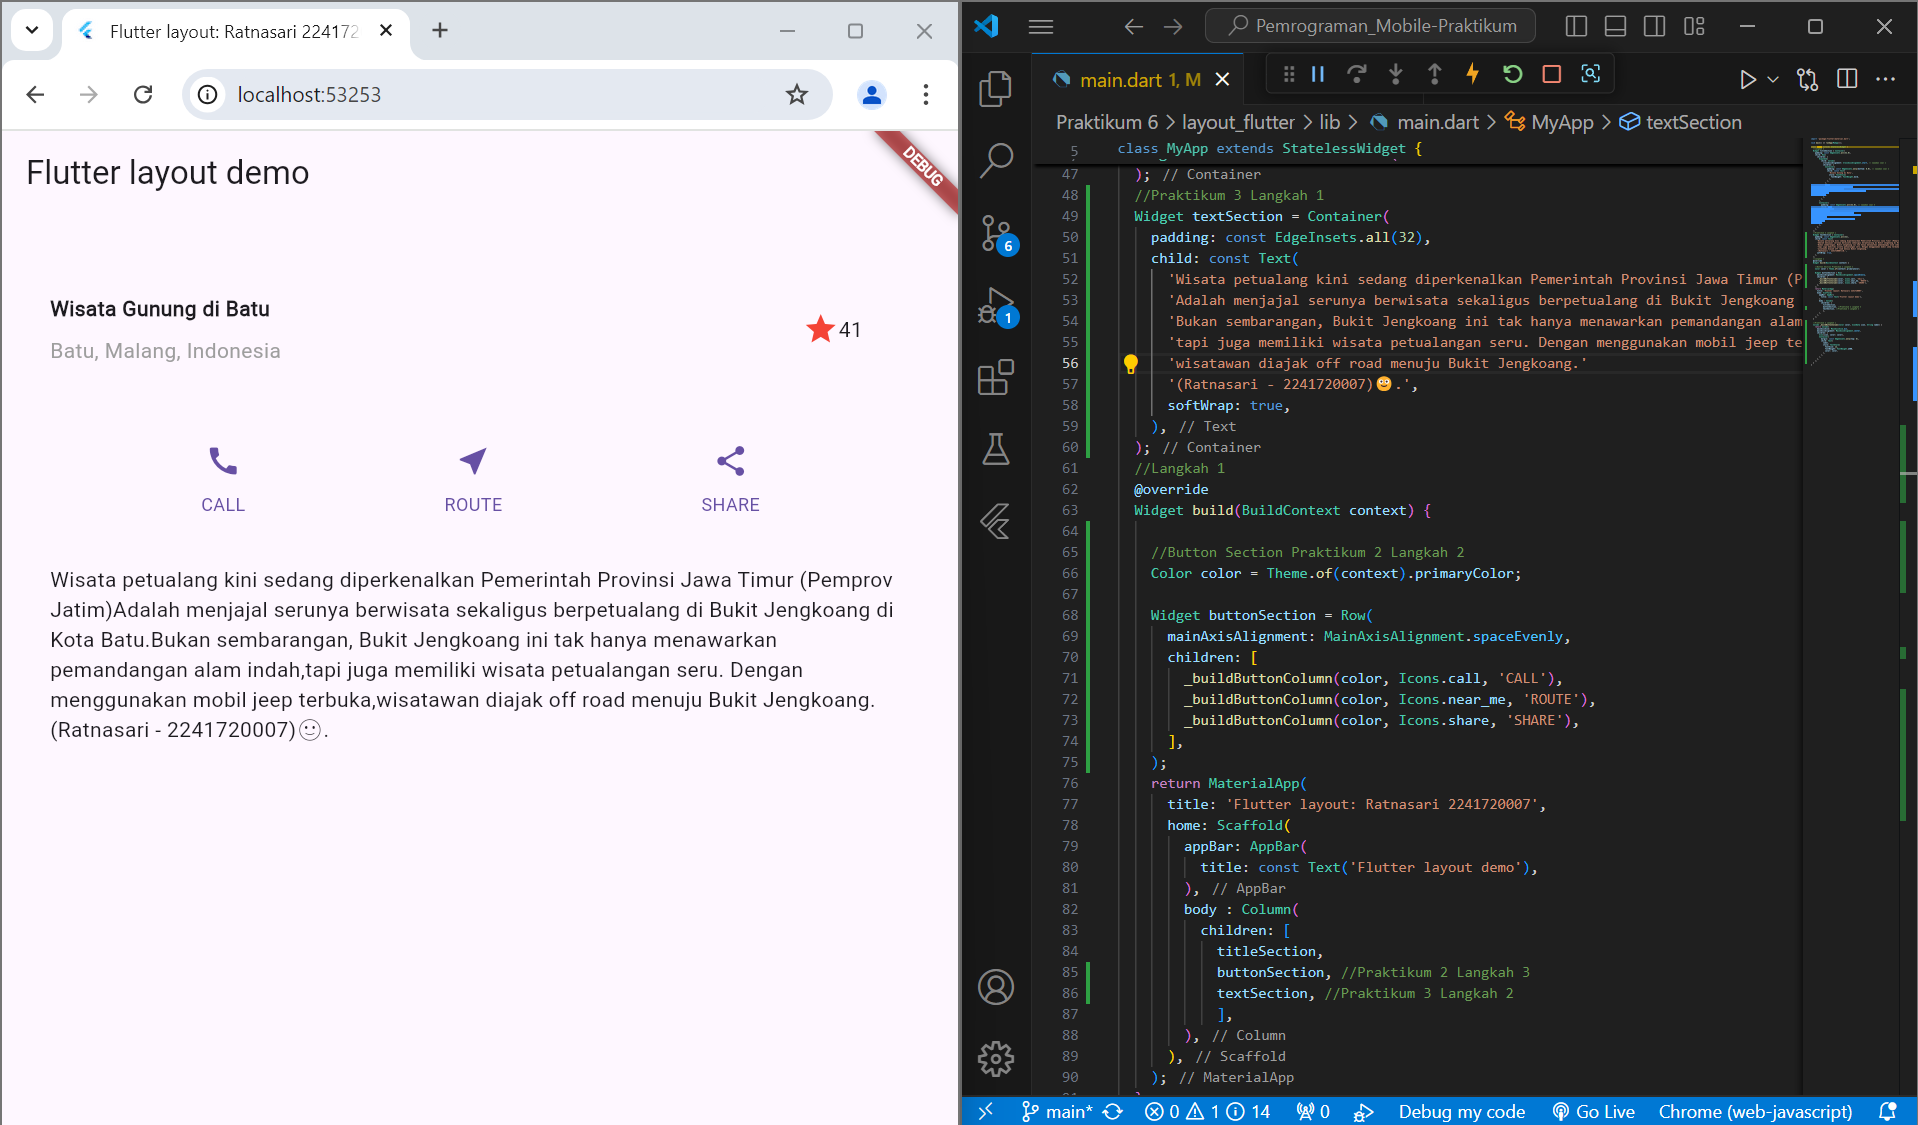 Flutter layout: Ratnasari 224172
localhost:53253
Flutter layout demo
DEBUG
Wisata Gunung di Batu
Batu, Malang, Indonesia
41
CALL
ROUTE
SHARE
Wisata petualang kini sedang diperkenalkan Pemerintah Provinsi Jawa Timur (Pemprov
Jatim)Adalah menjajal serunya berwisata sekaligus berpetualang di Bukit Jengkoang di
Kota Batu.Bukan sembarangan, Bukit Jengkoang ini tak hanya menawarkan
pemandangan alam indah,tapi juga memiliki wisata petualangan seru. Dengan
menggunakan mobil jeep terbuka,wisatawan diajak off road menuju Bukit Jengkoang.
(Ratnasari - 2241720007)☺.
Pemrograman_Mobile-Praktikum
main.dart 1, M
Praktikum 6 > layout_flutter > lib > main.dart > MyApp > textSection
6
1
5 class MyApp extends StatelessWidget {
47 ); // Container
48 //Praktikum 3 Langkah 1
49 Widget textSection = Container(
50 padding: const EdgeInsets.all(32),
51 child: const Text(
52 'Wisata petualang kini sedang diperkenalkan Pemerintah Provinsi Jawa Timur (P
53 'Adalah menjajal serunya berwisata sekaligus berpetualang di Bukit Jengkoang
54 'Bukan sembarangan, Bukit Jengkoang ini tak hanya menawarkan pemandangan alam
55 'tapi juga memiliki wisata petualangan seru. Dengan menggunakan mobil jeep te
56 'wisatawan diajak off road menuju Bukit Jengkoang.'
57 '(Ratnasari - 2241720007)🙂.',
58 softWrap: true,
59 ), // Text
60 ); // Container
61 //Langkah 1
62 @override
63 Widget build(BuildContext context) {
64
65 //Button Section Praktikum 2 Langkah 2
66 Color color = Theme.of(context).primaryColor;
67
68 Widget buttonSection = Row(
69 mainAxisAlignment: MainAxisAlignment.spaceEvenly,
70 children: [
71 _buildButtonColumn(color, Icons.call, 'CALL'),
72 _buildButtonColumn(color, Icons.near_me, 'ROUTE'),
73 _buildButtonColumn(color, Icons.share, 'SHARE'),
74 ],
75 );
76 return MaterialApp(
77 title: 'Flutter layout: Ratnasari 2241720007',
78 home: Scaffold(
79 appBar: AppBar(
80 title: const Text('Flutter layout demo'),
81 ), // AppBar
82 body : Column(
83 children: [
84 titleSection,
85 buttonSection, //Praktikum 2 Langkah 3
86 textSection, //Praktikum 3 Langkah 2
87 ],
88 ), // Column
89 ), // Scaffold
90 ); // MaterialApp
main* 0 1 14 0 Debug my code Go Live Chrome (web-javascript)